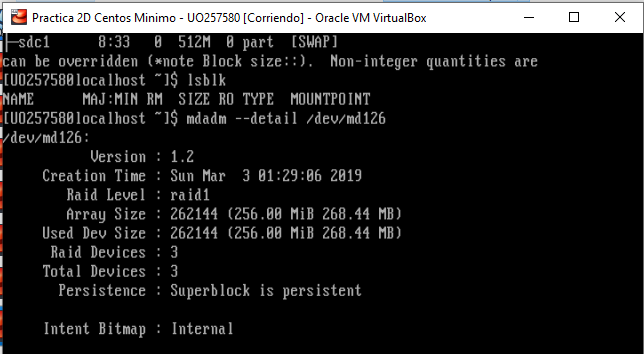 Practica 2D Centos Minimo - UO257580 [Corriendo] - Oracle VM VirtualBox
├─sdc1 8:33 0 512M 0 part [SWAP]
can be overridden (*note Block size::). Non-integer quantities are
[UO257580@localhost ~]$ lsblk
NAME MAJ:MIN RM SIZE RO TYPE MOUNTPOINT
[UO257580@localhost ~]$ mdadm --detail /dev/md126
/dev/md126:
Version : 1.2
Creation Time : Sun Mar 3 01:29:06 2019
Raid Level : raid1
Array Size : 262144 (256.00 MiB 268.44 MB)
Used Dev Size : 262144 (256.00 MiB 268.44 MB)
Raid Devices : 3
Total Devices : 3
Persistence : Superblock is persistent
Intent Bitmap : Internal